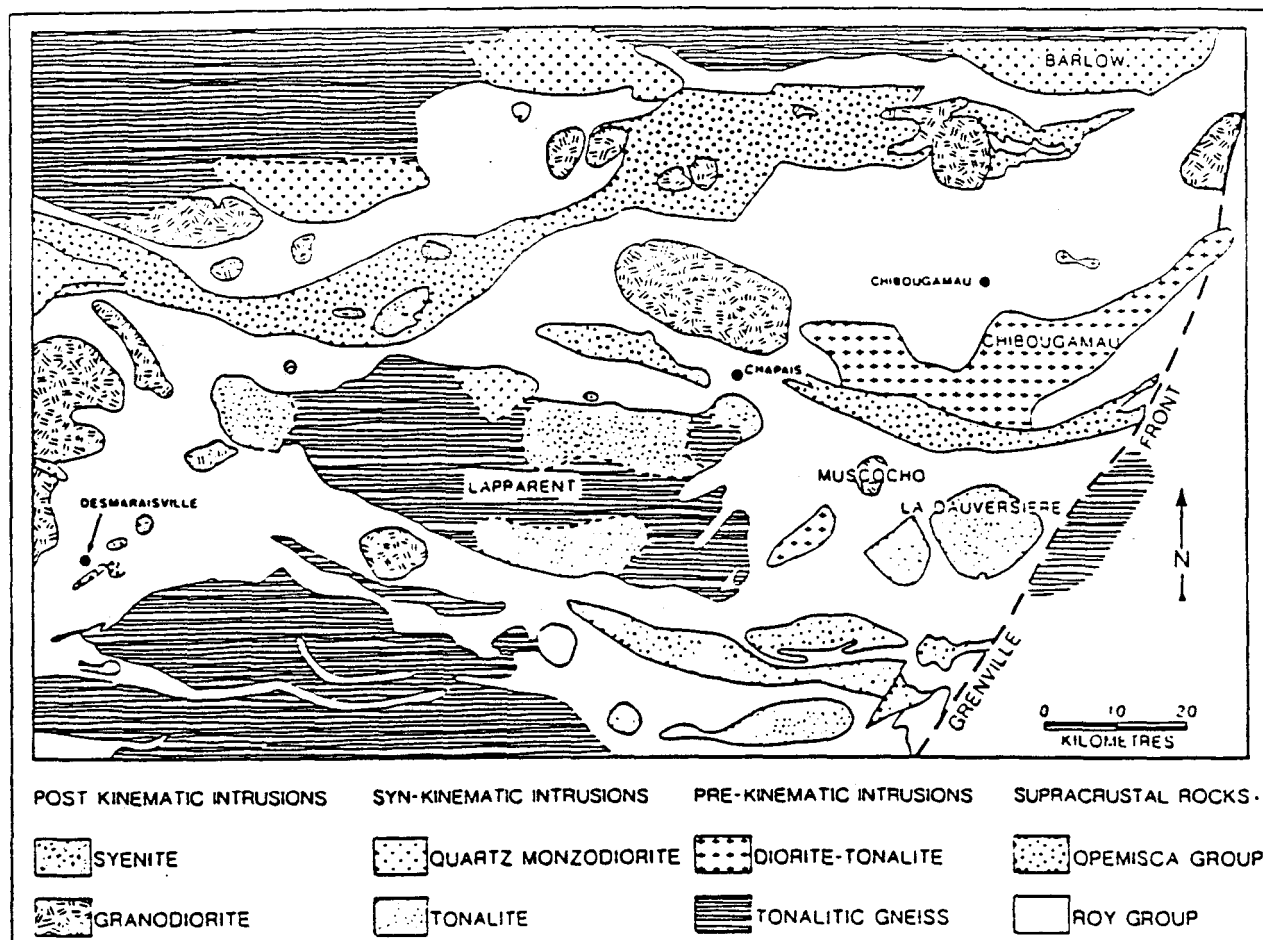 BARLOW
CHIBOUGAMAU
CHIBOUGAMAU
CHAPAIS
LAPPARENT
MUSCOCHO
LA DAUVERSIERE
DESMARAISVILLE
GRENVILLE FRONT
N
0 10 20
KILOMETRES
POST KINEMATIC INTRUSIONS SYN-KINEMATIC INTRUSIONS PRE-KINEMATIC INTRUSIONS SUPRACRUSTAL ROCKS
SYENITE QUARTZ MONZODIORITE DIORITE-TONALITE OPEMISCA GROUP
GRANODIORITE TONALITE TONALITIC GNEISS ROY GROUP